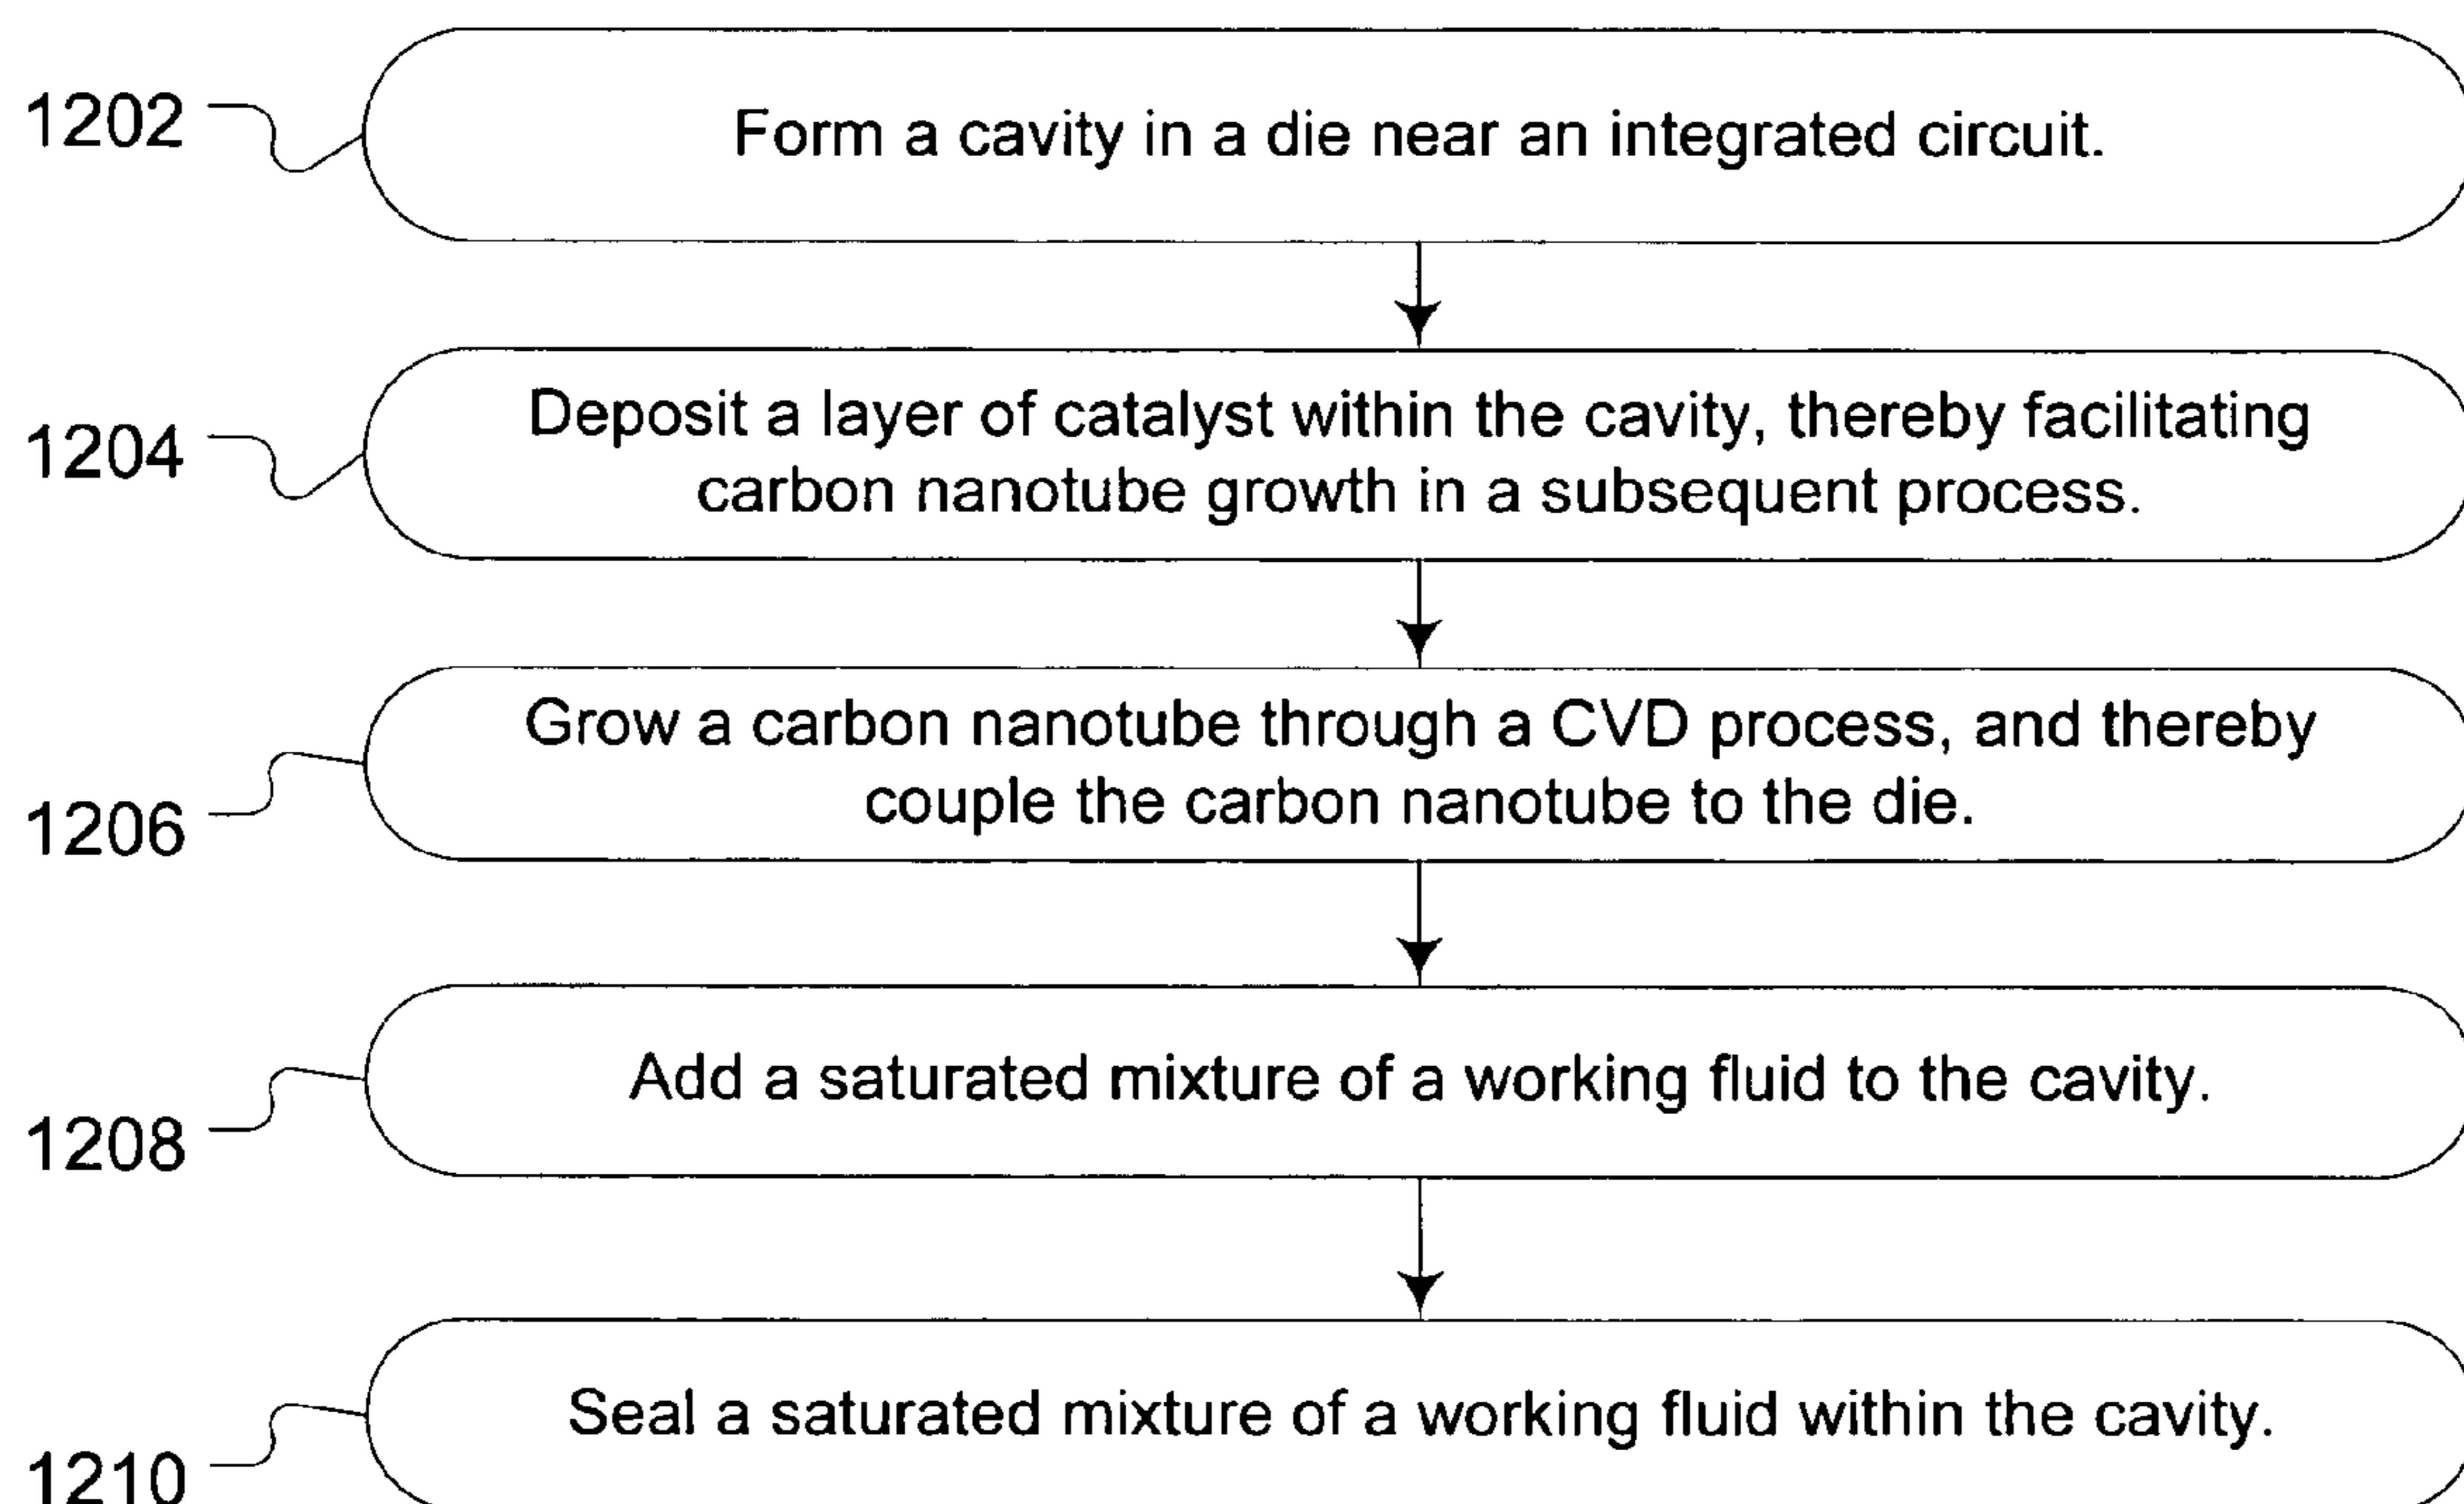 1202
Form a cavity in a die near an integrated circuit.
1204
Deposit a layer of catalyst within the cavity, thereby facilitating
carbon nanotube growth in a subsequent process.
1206
Grow a carbon nanotube through a CVD process, and thereby
couple the carbon nanotube to the die.
1208
Add a saturated mixture of a working fluid to the cavity.
1210
Seal a saturated mixture of a working fluid within the cavity.